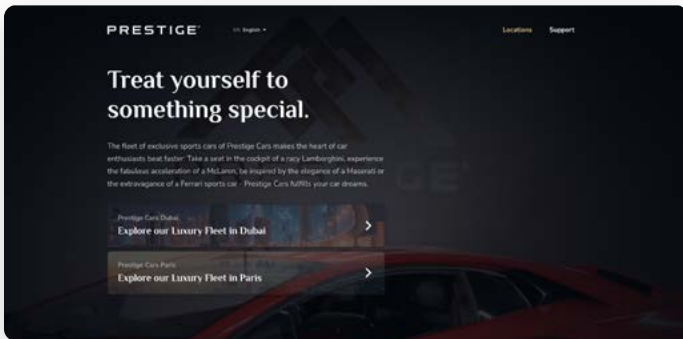 PRESTIGE
English
Locations
Support
Treat yourself to
something special.
The fleet of exclusive sports cars of Prestige Cars makes the heart of car
enthusiasts beat faster. Take a seat in the cockpit of a racy Lamborghini, experience
the fabulous acceleration of a McLaren, be inspired by the elegance of a Maserati or
the extravagance of a Ferrari sports car - Prestige Cars fulfills your car dreams.
Prestige Cars Dubai
Explore our Luxury Fleet in Dubai
Prestige Cars Paris
Explore our Luxury Fleet in Paris